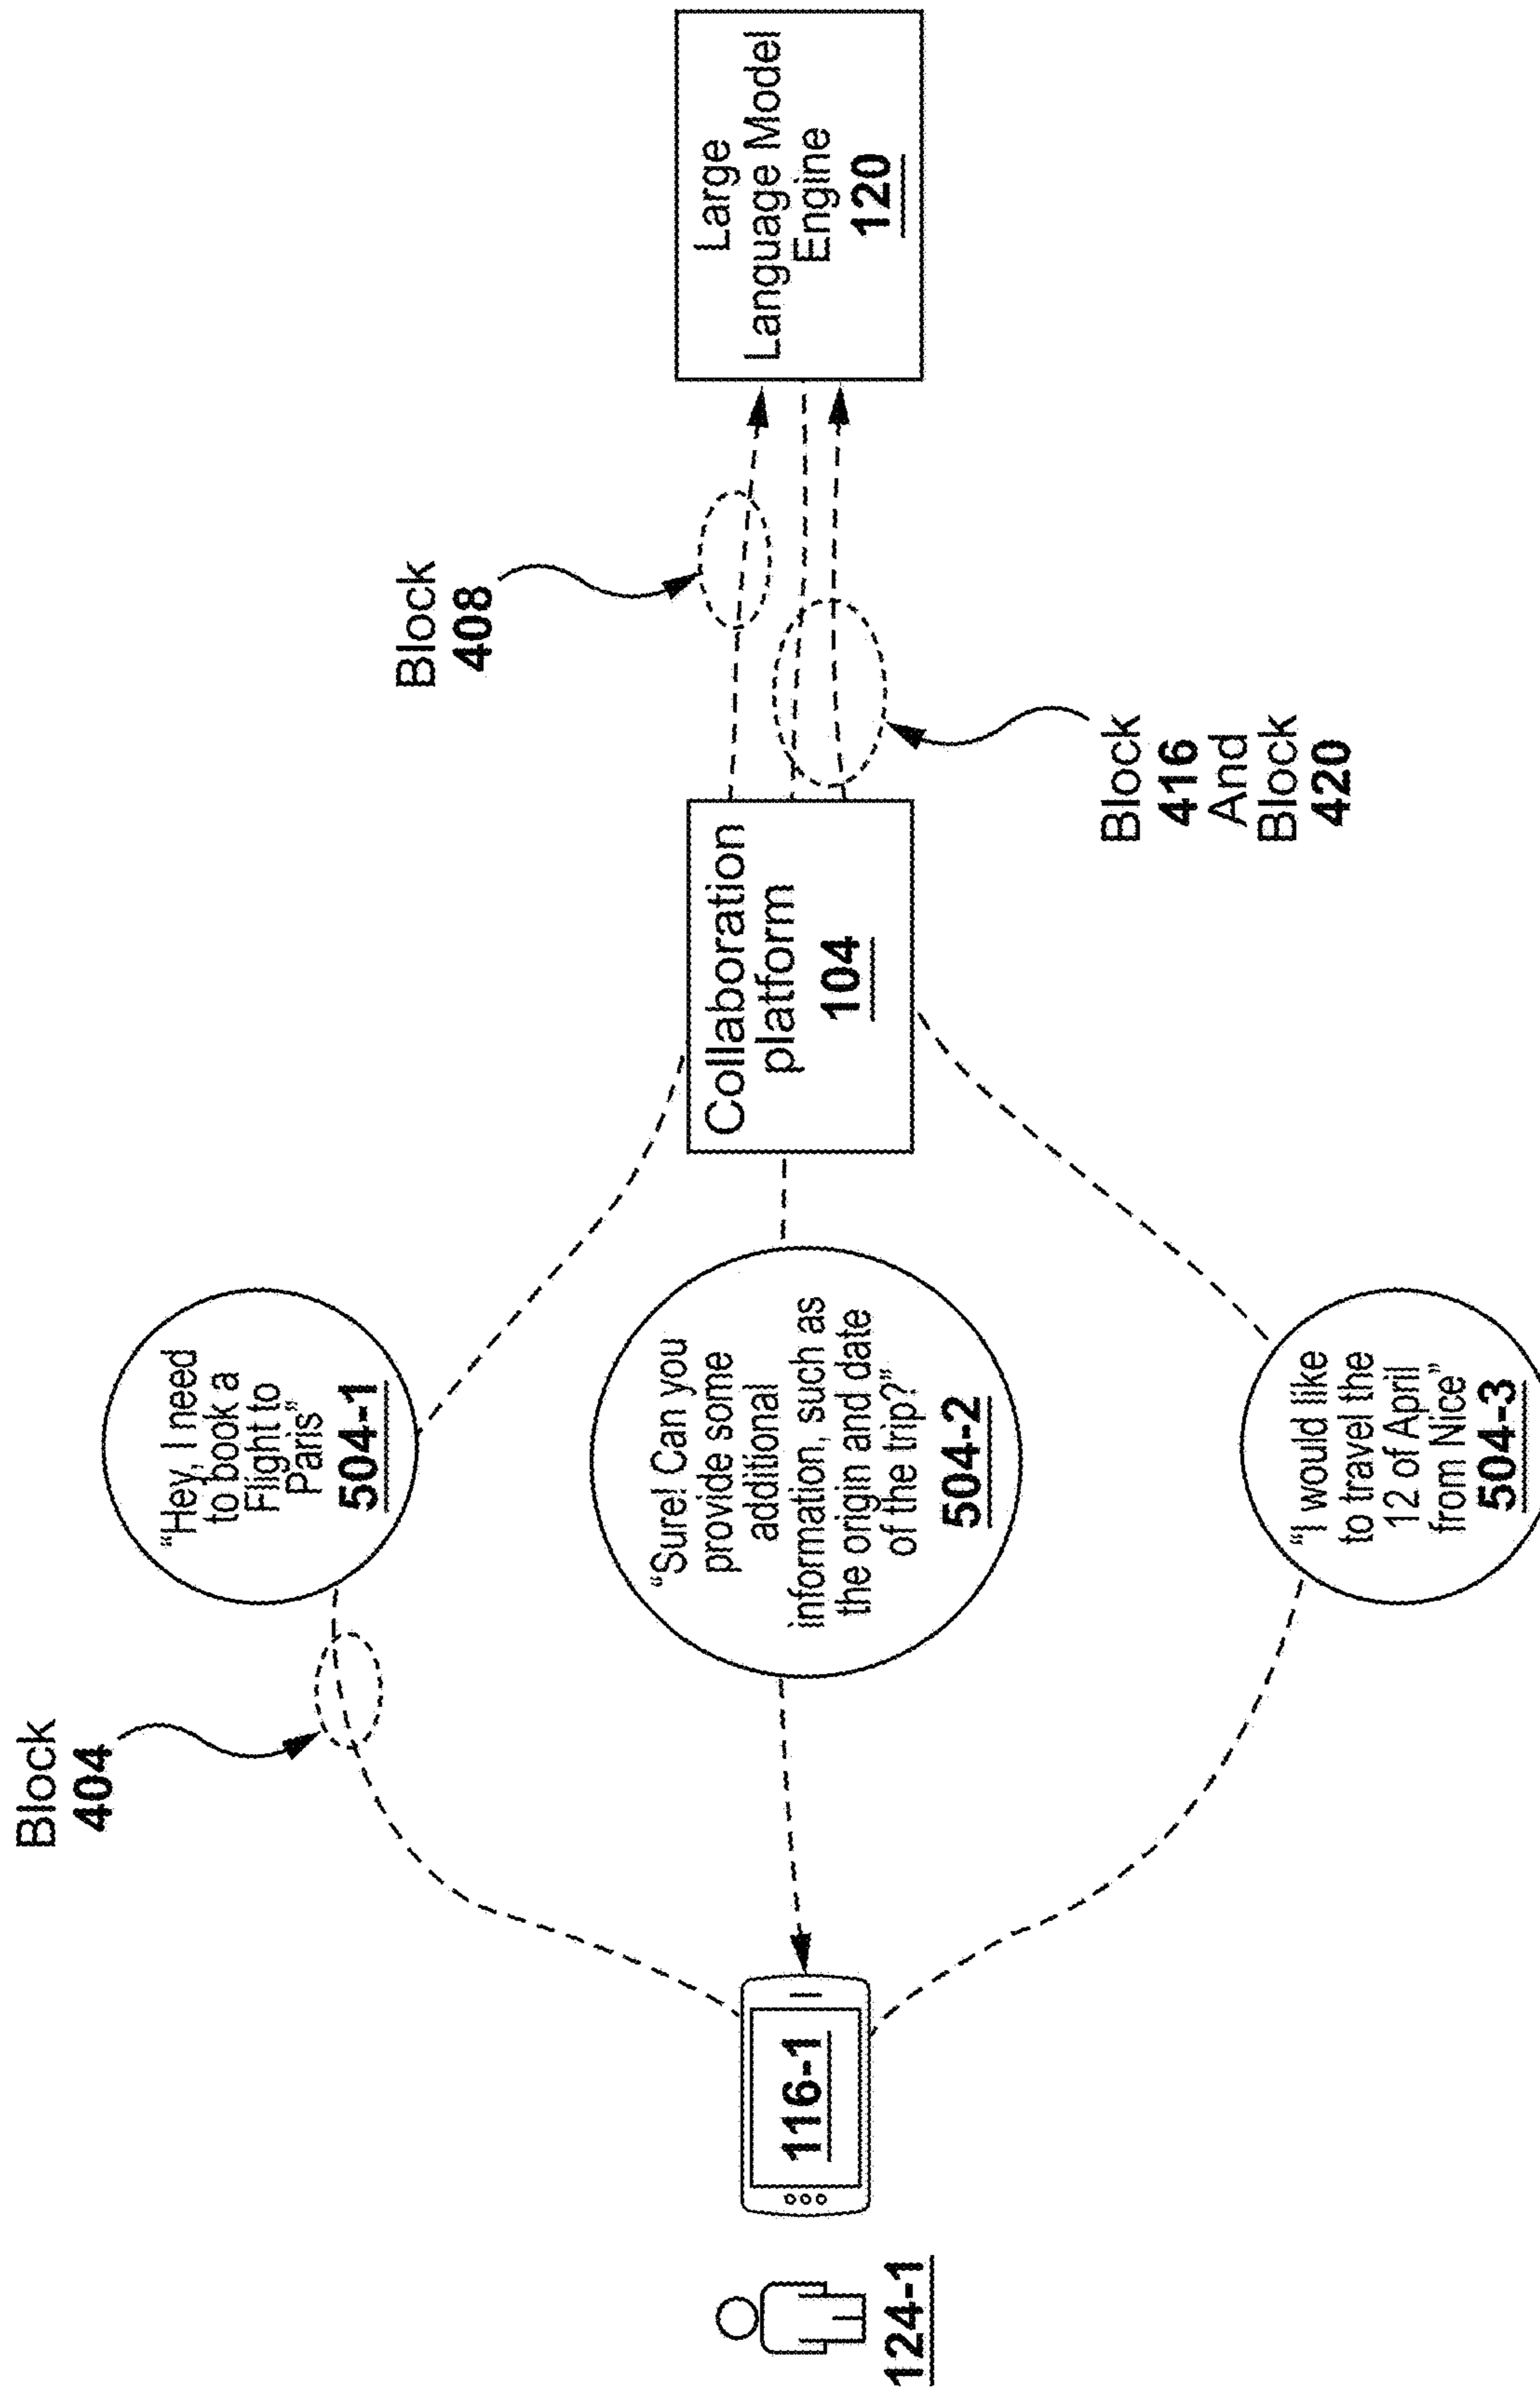 Block
404
"Hey, I need
to book a
Flight to
Paris"
504-1
Block
408
124-1
116-1
"Sure! Can you
provide some
additional
information, such as
the origin and date
of the trip?"
504-2
Collaboration
platform
104
Large
Language Model
Engine
120
Block
416
And
Block
420
"I would like
to travel the
12 of April
from Nice"
504-3